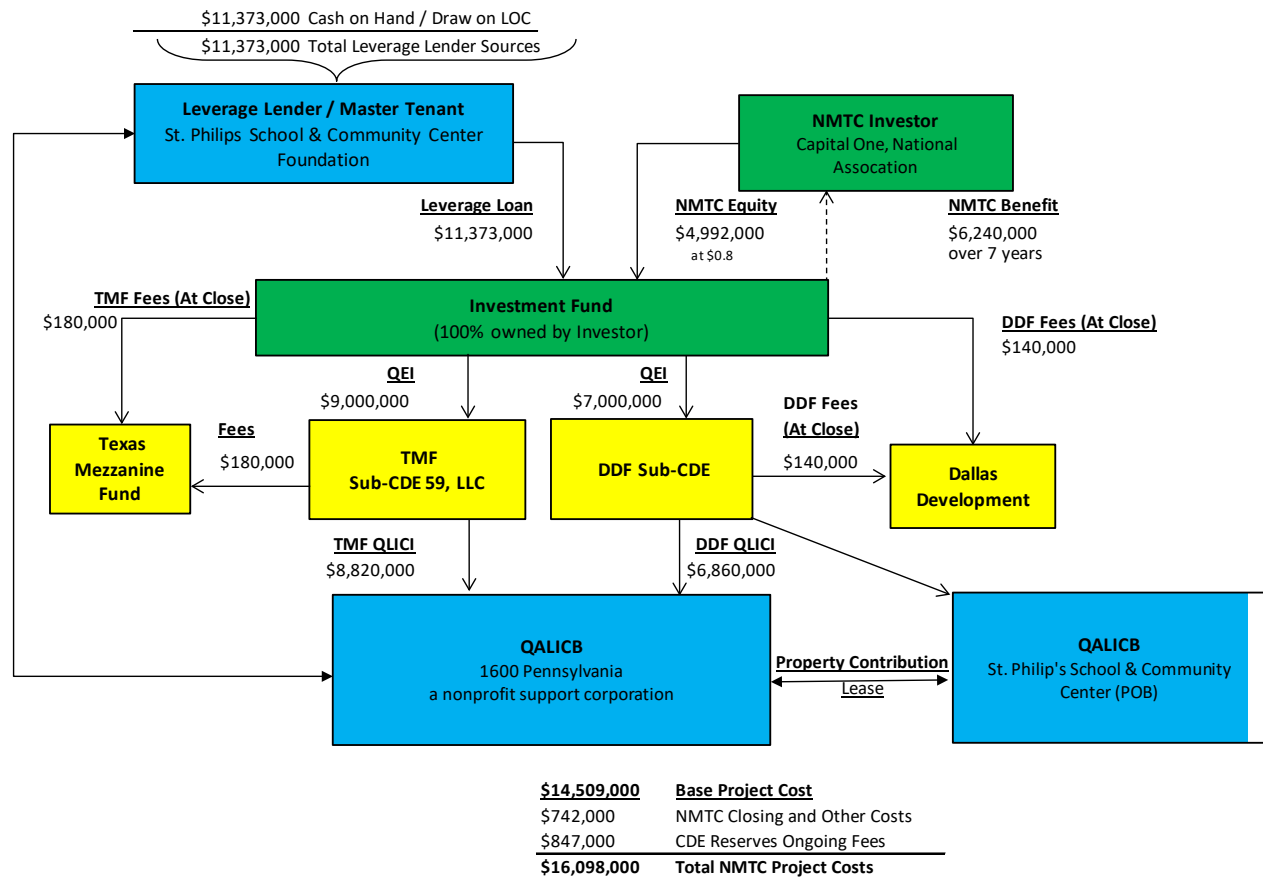 $11,373,000 Cash on Hand / Draw on LOC
$11,373,000 Total Leverage Lender Sources
Leverage Lender / Master Tenant
St. Philips School & Community Center
Foundation
NMTC Investor
Capital One, National
Assocation
Leverage Loan
$11,373,000
NMTC Equity
$4,992,000
at $0.8
NMTC Benefit
$6,240,000
over 7 years
TMF Fees (At Close)
$180,000
Investment Fund
(100% owned by Investor)
DDF Fees (At Close)
$140,000
QEI
$9,000,000
QEI
$7,000,000
DDF Fees
(At Close)
$140,000
Texas
Mezzanine
Fund
Fees
$180,000
TMF
Sub-CDE 59, LLC
DDF Sub-CDE
Dallas
Development
TMF QLICI
$8,820,000
DDF QLICI
$6,860,000
QALICB
1600 Pennsylvania
a nonprofit support corporation
Property Contribution
Lease
QALICB
St. Philip's School & Community
Center (POB)
$14,509,000 Base Project Cost
$742,000 NMTC Closing and Other Costs
$847,000 CDE Reserves Ongoing Fees
$16,098,000 Total NMTC Project Costs